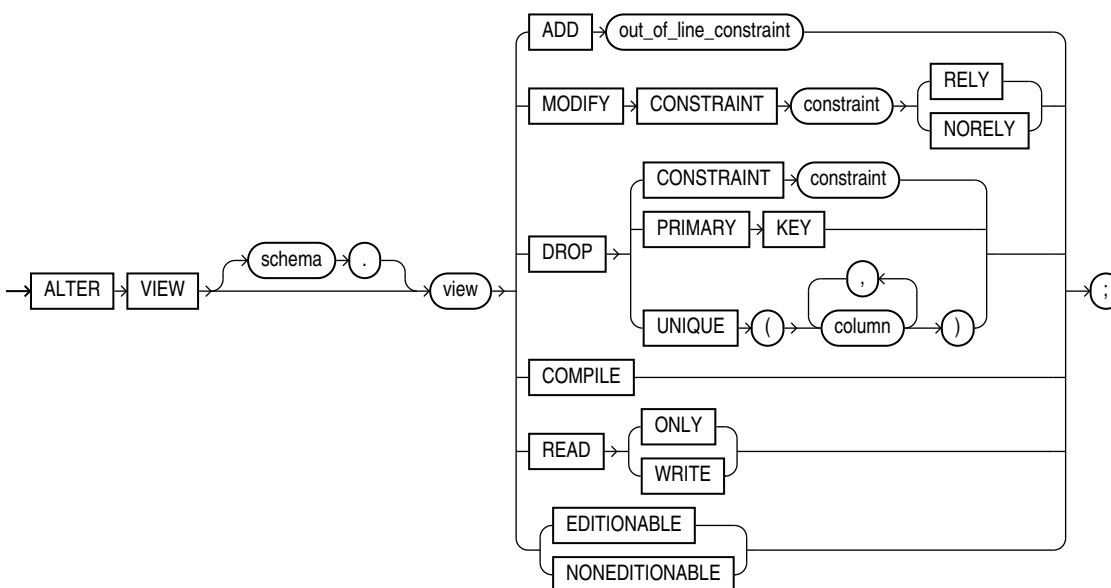 ADD out_of_line_constraint
MODIFY CONSTRAINT constraint RELY
NORELY
CONSTRAINT constraint
PRIMARY KEY
DROP
UNIQUE ( , column )
ALTER VIEW schema . view
COMPILE
READ ONLY
WRITE
EDITIONABLE
NONEDITIONABLE
;